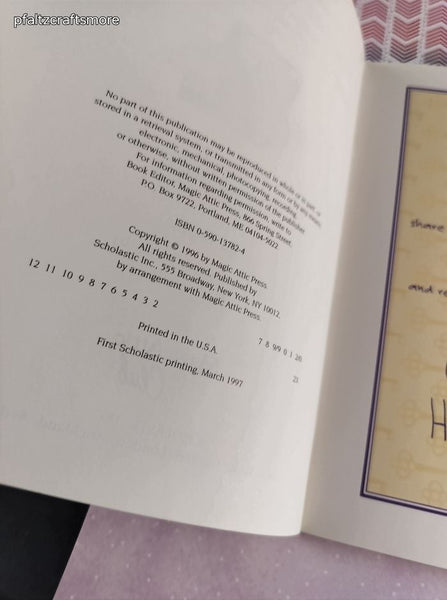 pfaltzcraftsmore
No part of this publication may be reproduced in whole or in part, or
stored in a retrieval system, or transmitted in any form or by any means,
electronic, mechanical, photocopying, recording,
or otherwise, without written permission of the publisher.
For information regarding permission, write to
Book Editor, Magic Attic Press, 866 Spring Street,
P.O. Box 9722, Portland, ME 04104-5022
ISBN 0-590-13782-4
Copyright © 1996 by Magic Attic Press
All rights reserved. Published by
Scholastic Inc., 555 Broadway, New York, NY 10012,
by arrangement with Magic Attic Press.
12 11 10 9 8 7 6 5 4 3 2
7 8 9/9 0 1 2/0
Printed in the U.S.A.
23
First Scholastic printing, March 1997
share
and re
H